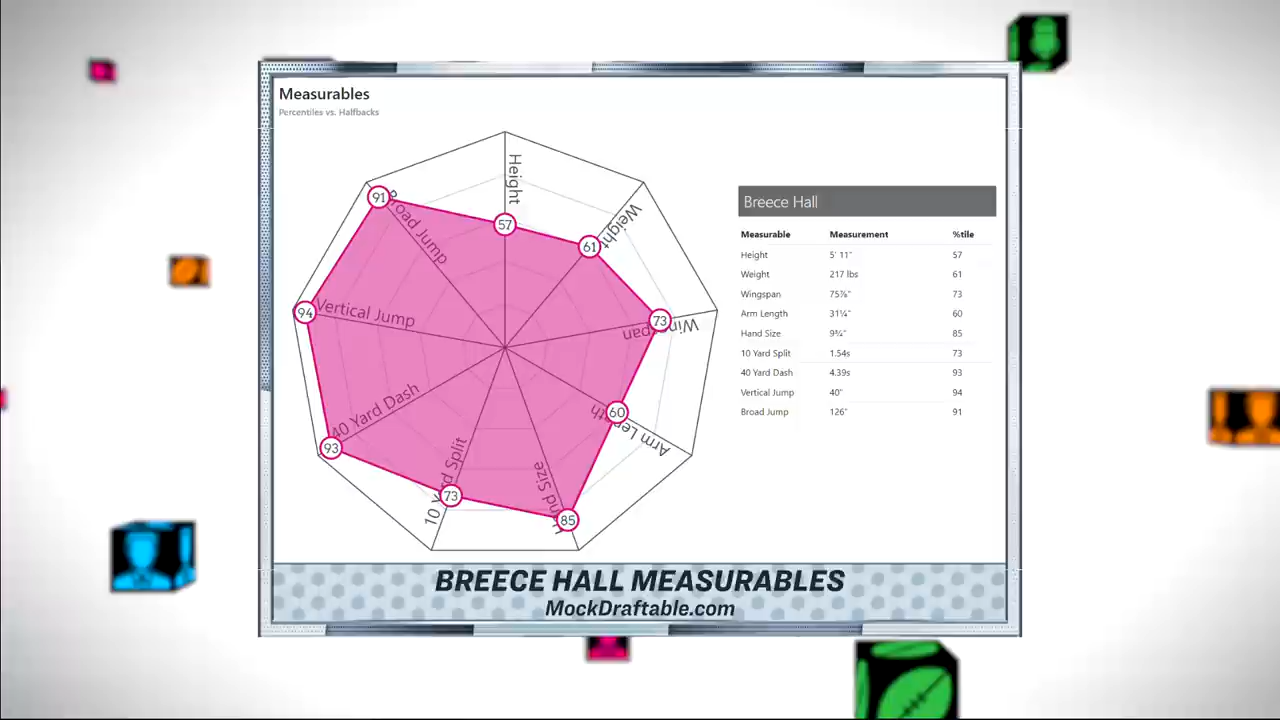 Measurables
Percentiles vs. Halfbacks
Height
57
Weight
61
Wingspan
73
Arm Length
60
Hand Size
85
10 Yard Split
73
40 Yard Dash
93
Vertical Jump
94
Broad Jump
91
Breece Hall
Measurable Measurement %tile
Height 5' 11" 57
Weight 217 lbs 61
Wingspan 75⅞" 73
Arm Length 31¼" 60
Hand Size 9¾" 85
10 Yard Split 1.54s 73
40 Yard Dash 4.39s 93
Vertical Jump 40" 94
Broad Jump 126" 91
BREECE HALL MEASURABLES
MockDraftable.com